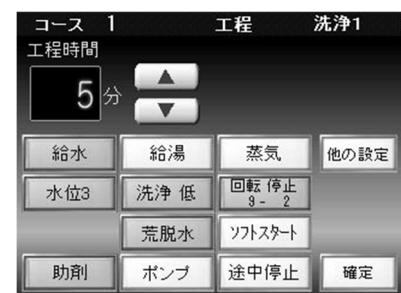 コース 1 工程 洗浄1
工程時間
5 分 ▲
▼
給水 給湯 蒸気 他の設定
水位3 洗浄 低 回転 停止
9 - 2
荒脱水 ソフトスタート
助剤 ポンプ 途中停止 確定